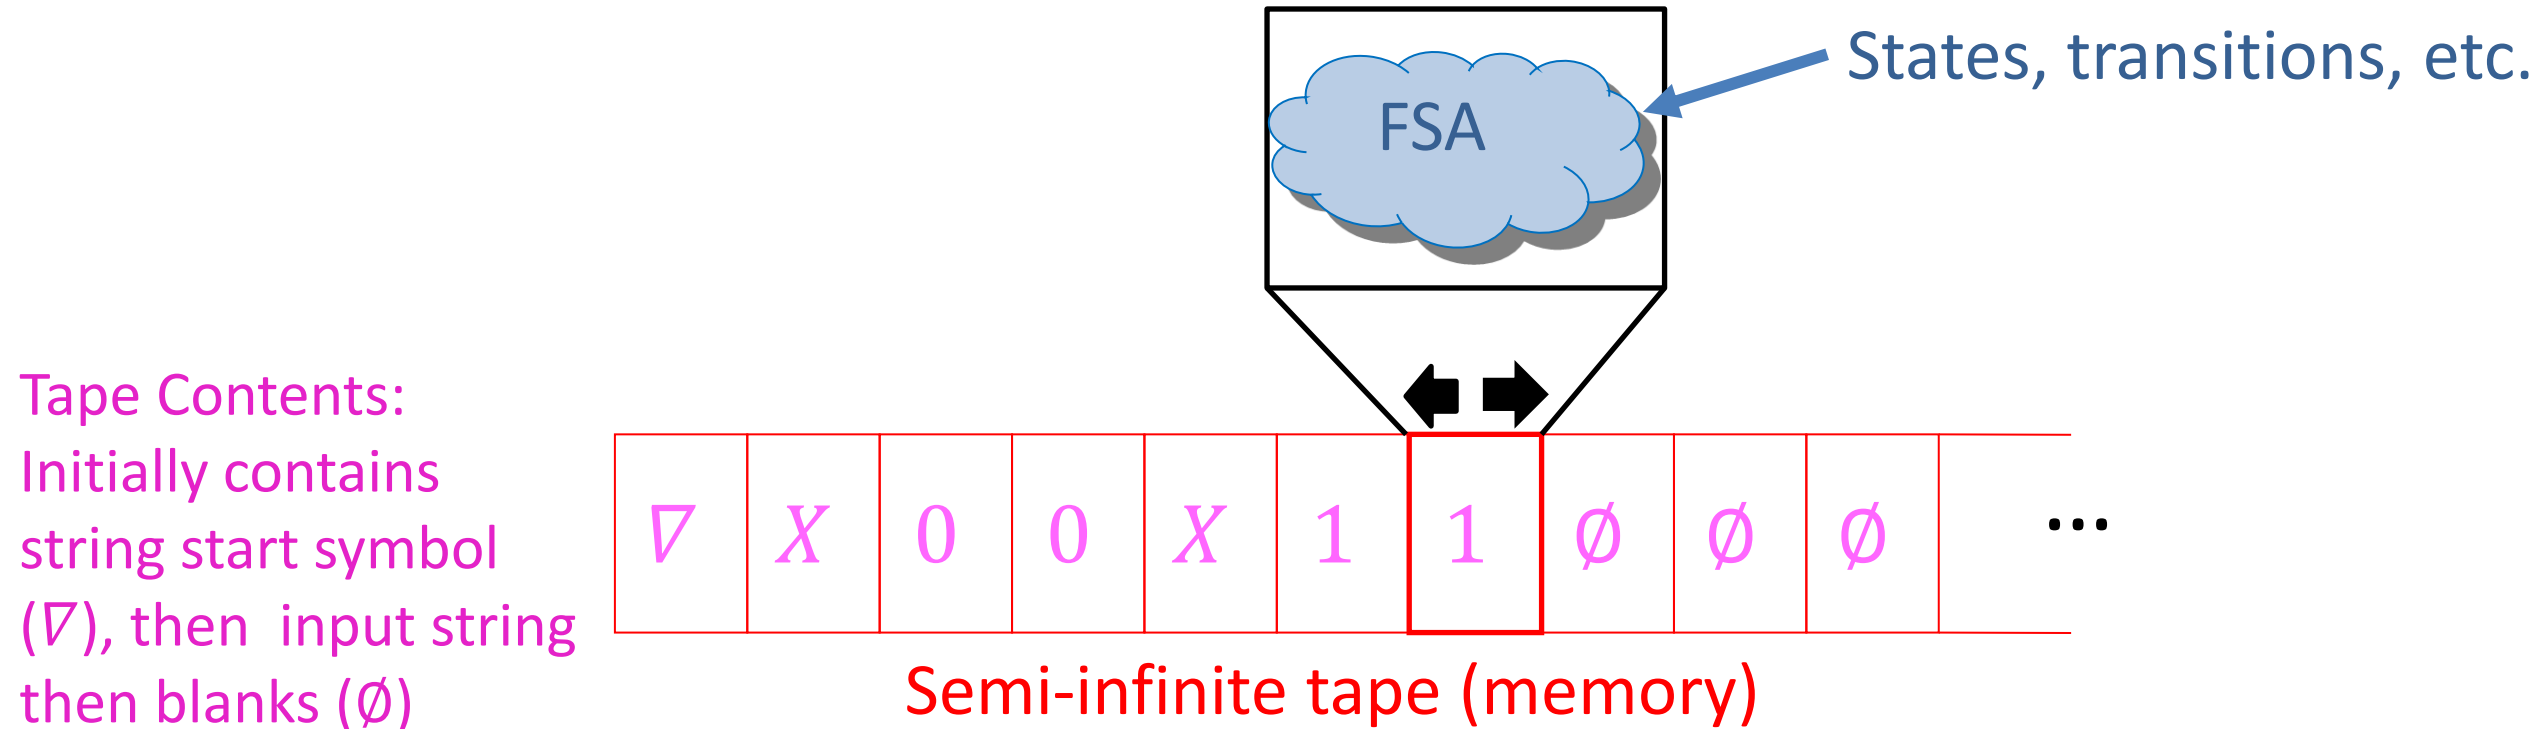 States, transitions, etc.
FSA
Tape Contents:
Initially contains
string start symbol
(∇), then input string
then blanks (∅)
∇ X 0 0 X 1 1 ∅ ∅ ∅ ...
Semi-infinite tape (memory)